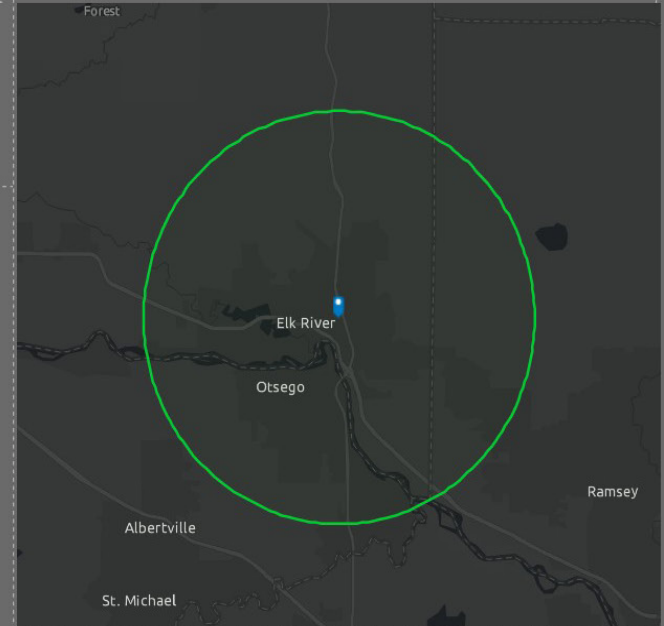 Forest
Elk River
Otsego
Ramsey
Albertville
St. Michael